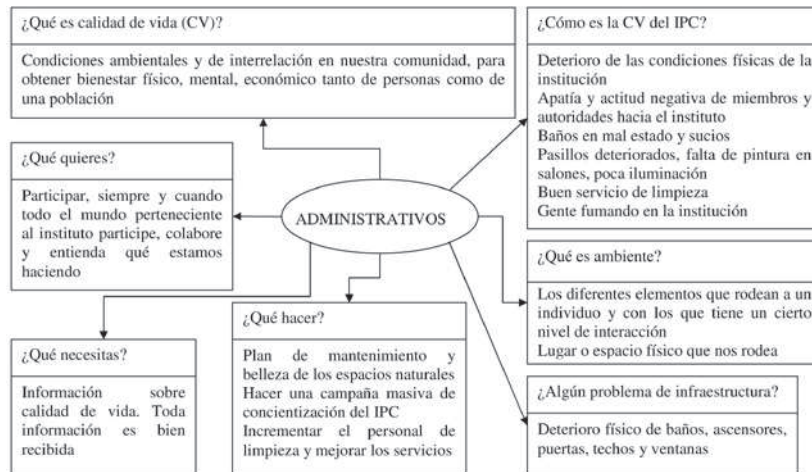 ¿Qué es calidad de vida (CV)?
Condiciones ambientales y de interrelación en nuestra comunidad, para
obtener bienestar físico, mental, económico tanto de personas como de
una población
¿Cómo es la CV del IPC?
Deterioro de las condiciones físicas de la
institución
Apatía y actitud negativa de miembros y
autoridades hacia el instituto
Baños en mal estado y sucios
Pasillos deteriorados, falta de pintura en
salones, poca iluminación
Buen servicio de limpieza
Gente fumando en la institución
¿Qué quieres?
Participar, siempre y cuando
todo el mundo perteneciente
al instituto participe, colabore
y entienda qué estamos
haciendo
ADMINISTRATIVOS
¿Qué es ambiente?
Los diferentes elementos que rodean a un
individuo y con los que tiene un cierto
nivel de interacción
Lugar o espacio físico que nos rodea
¿Qué necesitas?
Información sobre
calidad de vida. Toda
información es bien
recibida
¿Qué hacer?
Plan de mantenimiento y
belleza de los espacios naturales
Hacer una campaña masiva de
concientización del IPC
Incrementar el personal de
limpieza y mejorar los servicios
¿Algún problema de infraestructura?
Deterioro físico de baños, ascensores,
puertas, techos y ventanas